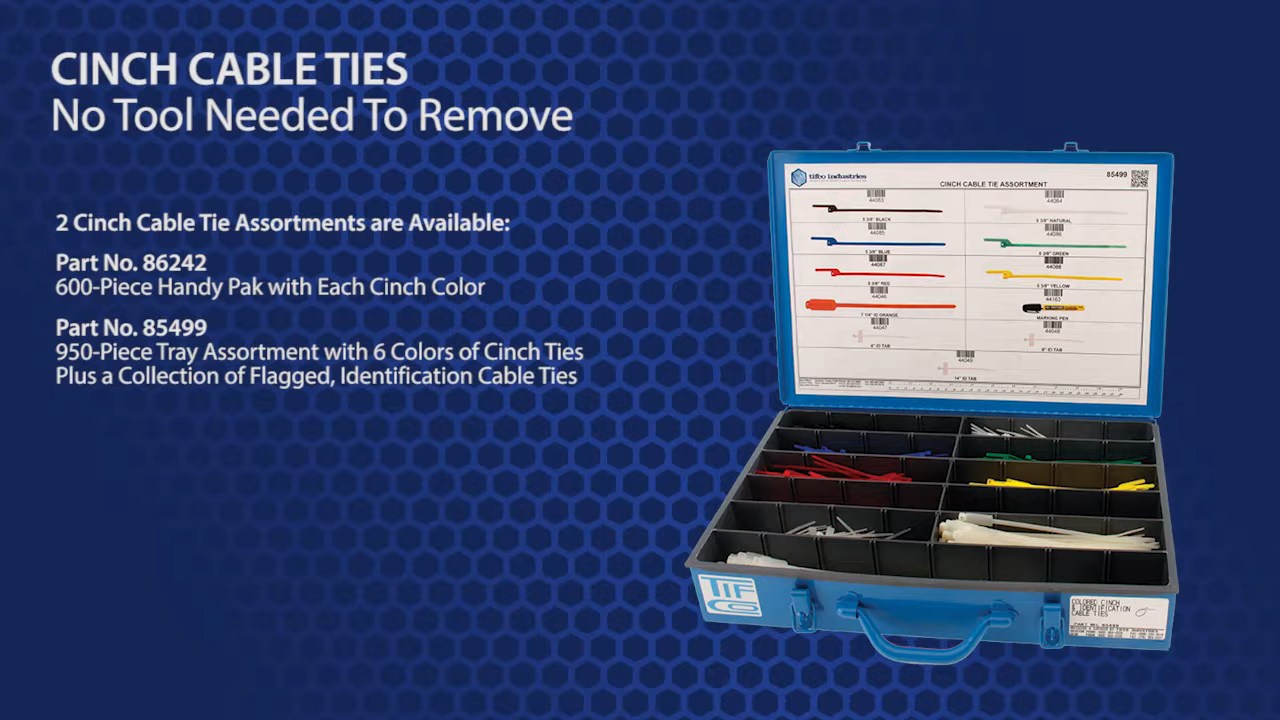 CINCH CABLE TIES
No Tool Needed To Remove
2 Cinch Cable Tie Assortments are Available:
Part No. 86242
600-Piece Handy Pak with Each Cinch Color
Part No. 85499
950-Piece Tray Assortment with 6 Colors of Cinch Ties
Plus a Collection of Flagged, Identification Cable Ties
tifco industries
85499
CINCH CABLE TIE ASSORTMENT
44083
44084
5 3/8" BLACK
5 3/8" NATURAL
44085
44086
5 3/8" BLUE
5 3/8" GREEN
44087
44088
5 3/8" RED
5 3/8" YELLOW
44046
44163
7 1/4" ID ORANGE
MARKING PEN
44047
44048
4" ID TAB
8" ID TAB
44049
14" ID TAB
TIF
Co
COLORED CINCH
& IDENTIFICATION
CABLE TIES
PART NO. 85499